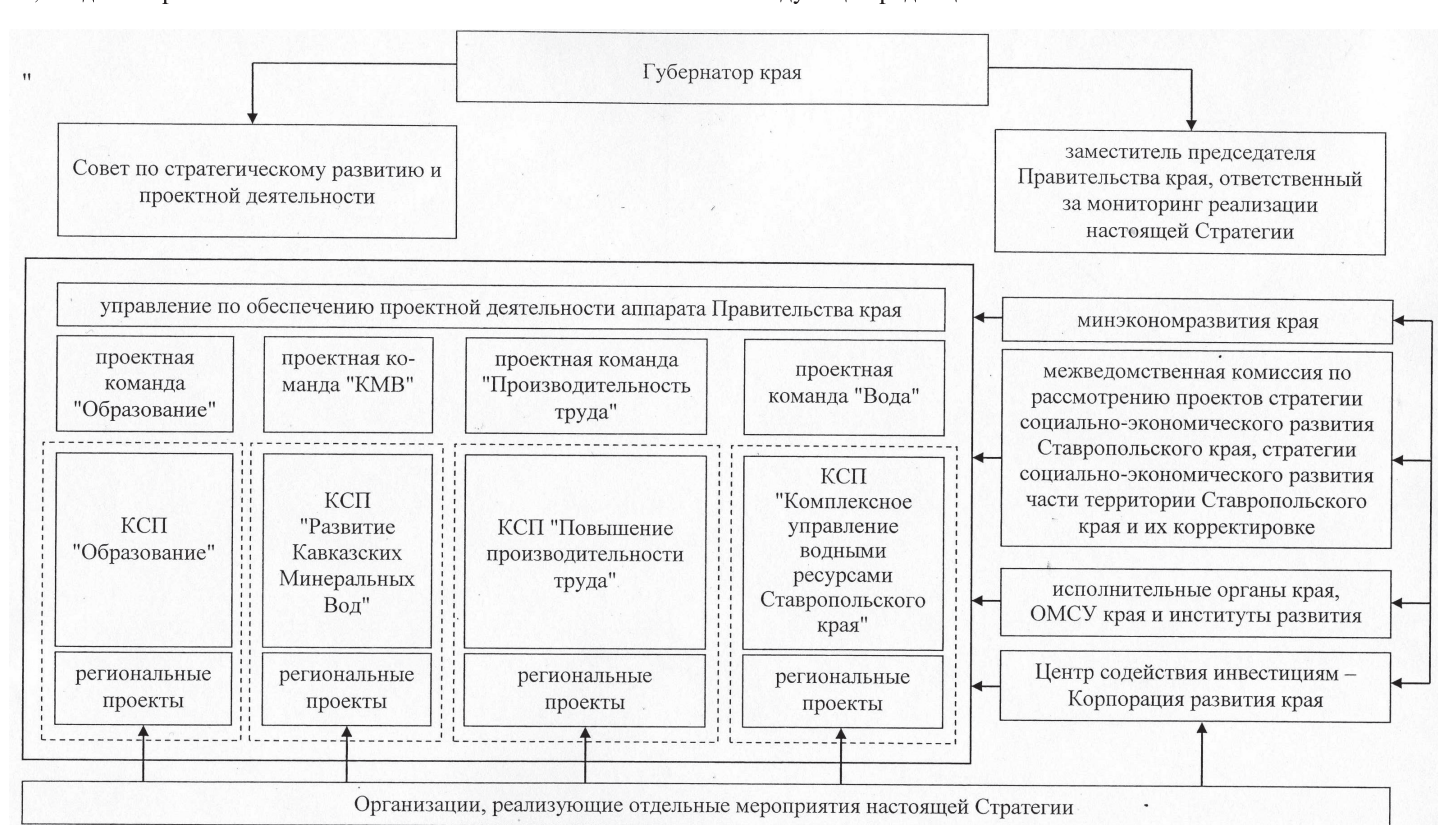 "
Губернатор края
Совет по стратегическому развитию и
проектной деятельности
заместитель председателя
Правительства края, ответственный
за мониторинг реализации
настоящей Стратегии
управление по обеспечению проектной деятельности аппарата Правительства края
проектная
команда
"Образование"
проектная ко-
манда "КМВ"
проектная команда
"Производительность
труда"
проектная
команда "Вода"
КСП
"Образование"
КСП
"Развитие
Кавказских
Минеральных
Вод"
КСП "Повышение
производительности
труда"
КСП
"Комплексное
управление
водными
ресурсами
Ставропольского
края"
региональные
проекты
региональные
проекты
региональные
проекты
региональные
проекты
минэкономразвития края
межведомственная комиссия по
рассмотрению проектов стратегии
социально-экономического развития
Ставропольского края, стратегии
социально-экономического развития
части территории Ставропольского
края и их корректировке
исполнительные органы края,
ОМСУ края и институты развития
Центр содействия инвестициям –
Корпорация развития края
Организации, реализующие отдельные мероприятия настоящей Стратегии